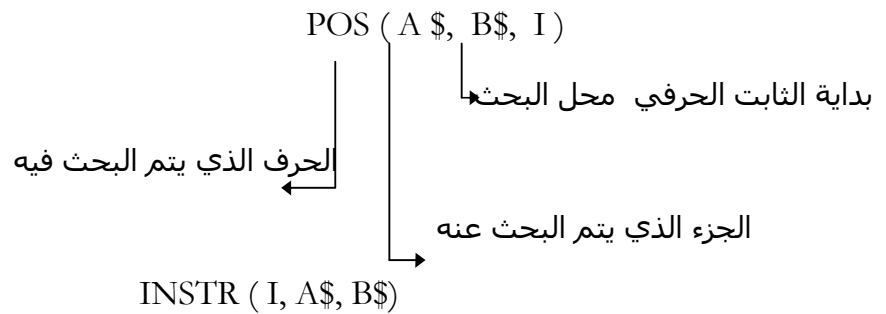 POS ( A $, B$, I )
بداية الثابت الحرفي محل البحث
الحرف الذي يتم البحث فيه
الجزء الذي يتم البحث عنه
INSTR ( I, A$, B$)